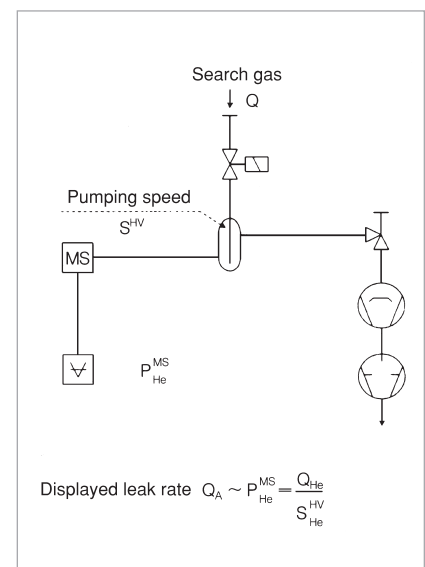 Search gas
Q
Pumping speed
S^HV
MS
P^MS_He
Displayed leak rate Q_A ~ P^MS_He = Q_He / S^HV_He